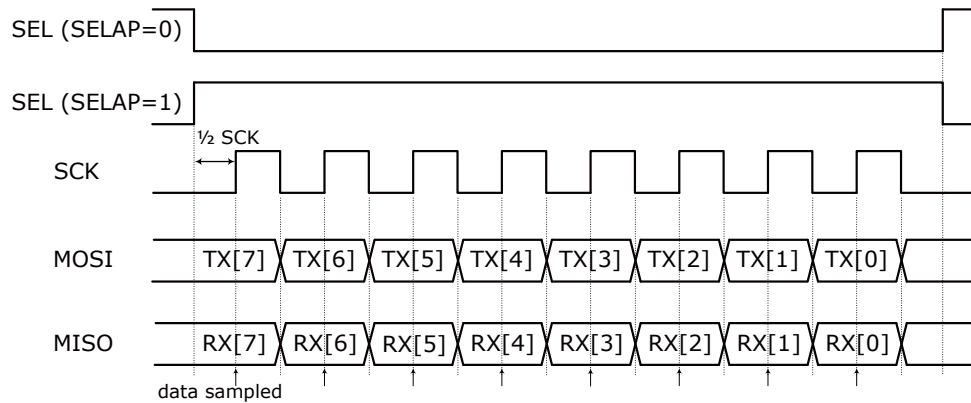 SEL (SELAP=0)
SEL (SELAP=1)
½ SCK
SCK
MOSI TX[7] TX[6] TX[5] TX[4] TX[3] TX[2] TX[1] TX[0]
MISO RX[7] RX[6] RX[5] RX[4] RX[3] RX[2] RX[1] RX[0]
data sampled